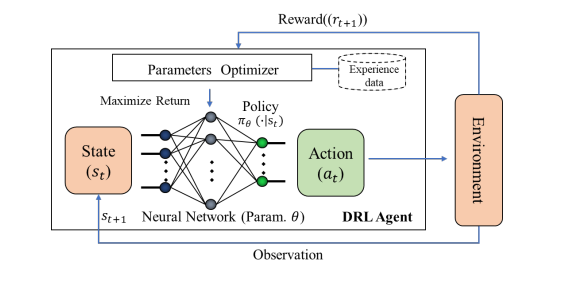 Reward((r_{t+1}))
Parameters Optimizer
Experience
data
Maximize Return
Policy
π_θ (·|s_t)
State
(s_t)
Action
(a_t)
Environment
s_{t+1}
Neural Network (Param. θ)
DRL Agent
Observation